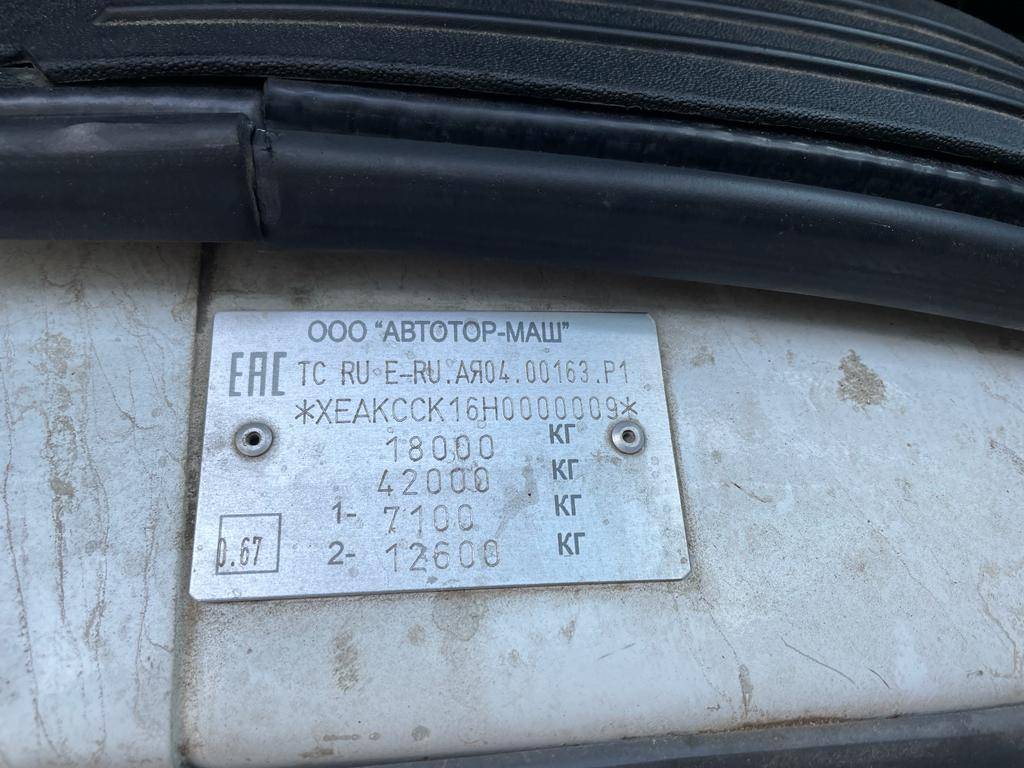 ООО "АВТОТОР-МАШ"
ЕАС ТС RU E-RU.АЯ04.00163.Р1
*XEAKCCK16H0000009*
18000 КГ
42000 КГ
1- 7100 КГ
2- 12600 КГ
0.67